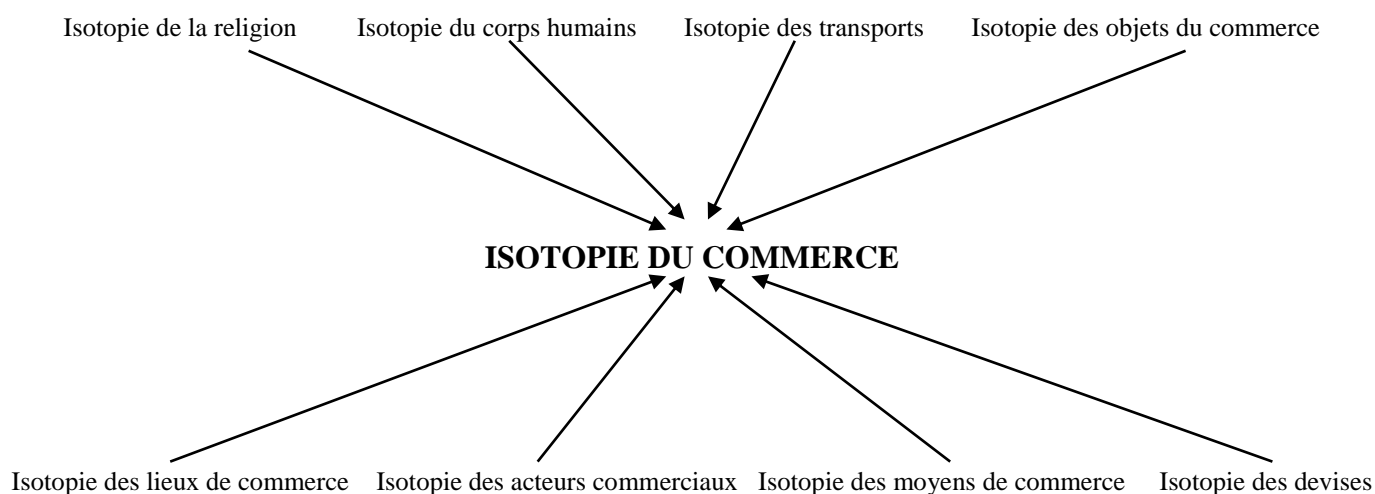 Isotopie de la religion Isotopie du corps humains Isotopie des transports Isotopie des objets du commerce
ISOTOPIE DU COMMERCE
Isotopie des lieux de commerce Isotopie des acteurs commerciaux Isotopie des moyens de commerce Isotopie des devises